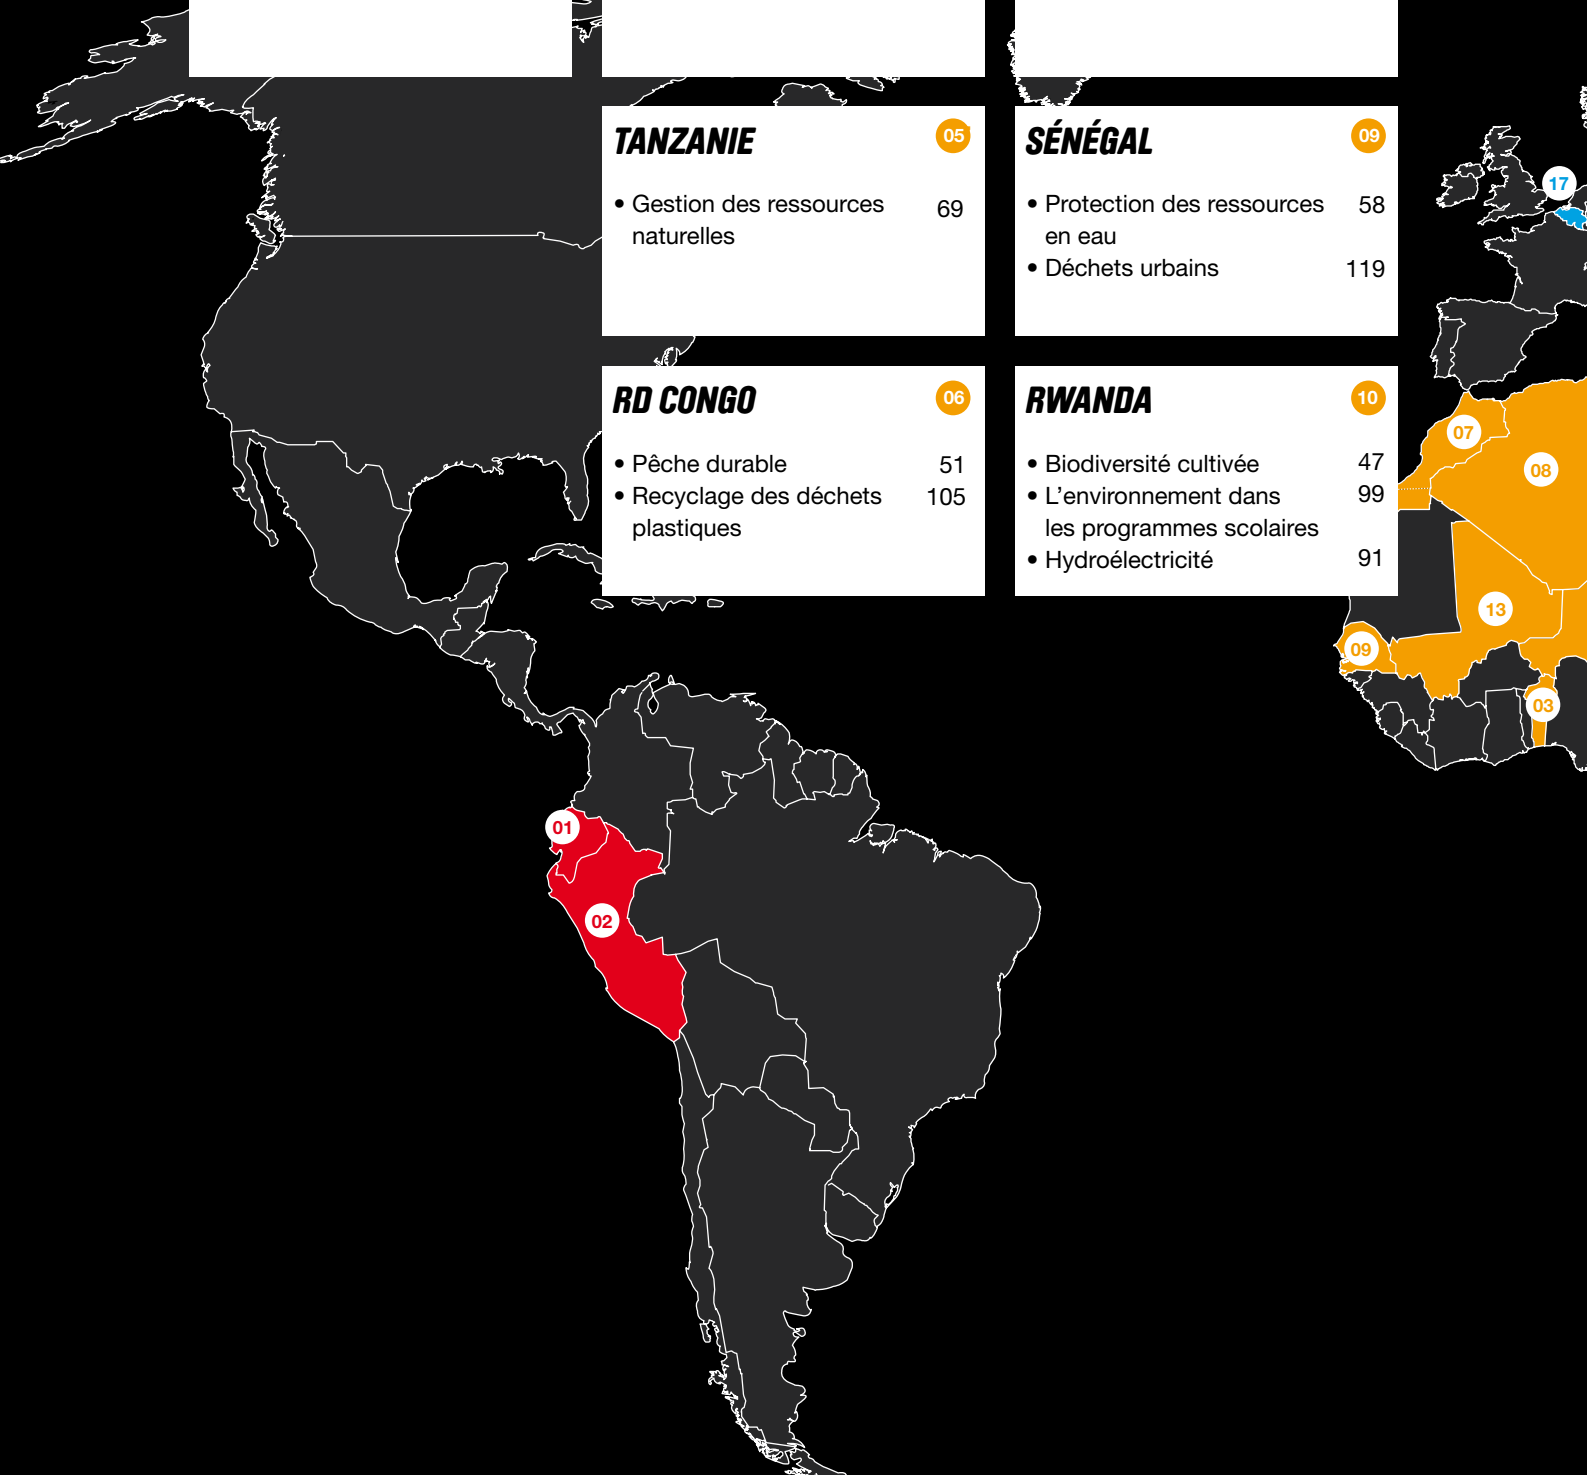 TANZANIE 05
• Gestion des ressources 69
naturelles
SÉNÉGAL 09
• Protection des ressources 58
en eau
• Déchets urbains 119
RD CONGO 06
• Pêche durable 51
• Recyclage des déchets 105
plastiques
RWANDA 10
• Biodiversité cultivée 47
• L'environnement dans 99
les programmes scolaires
• Hydroélectricité 91
17
07
08
13
09
03
01
02